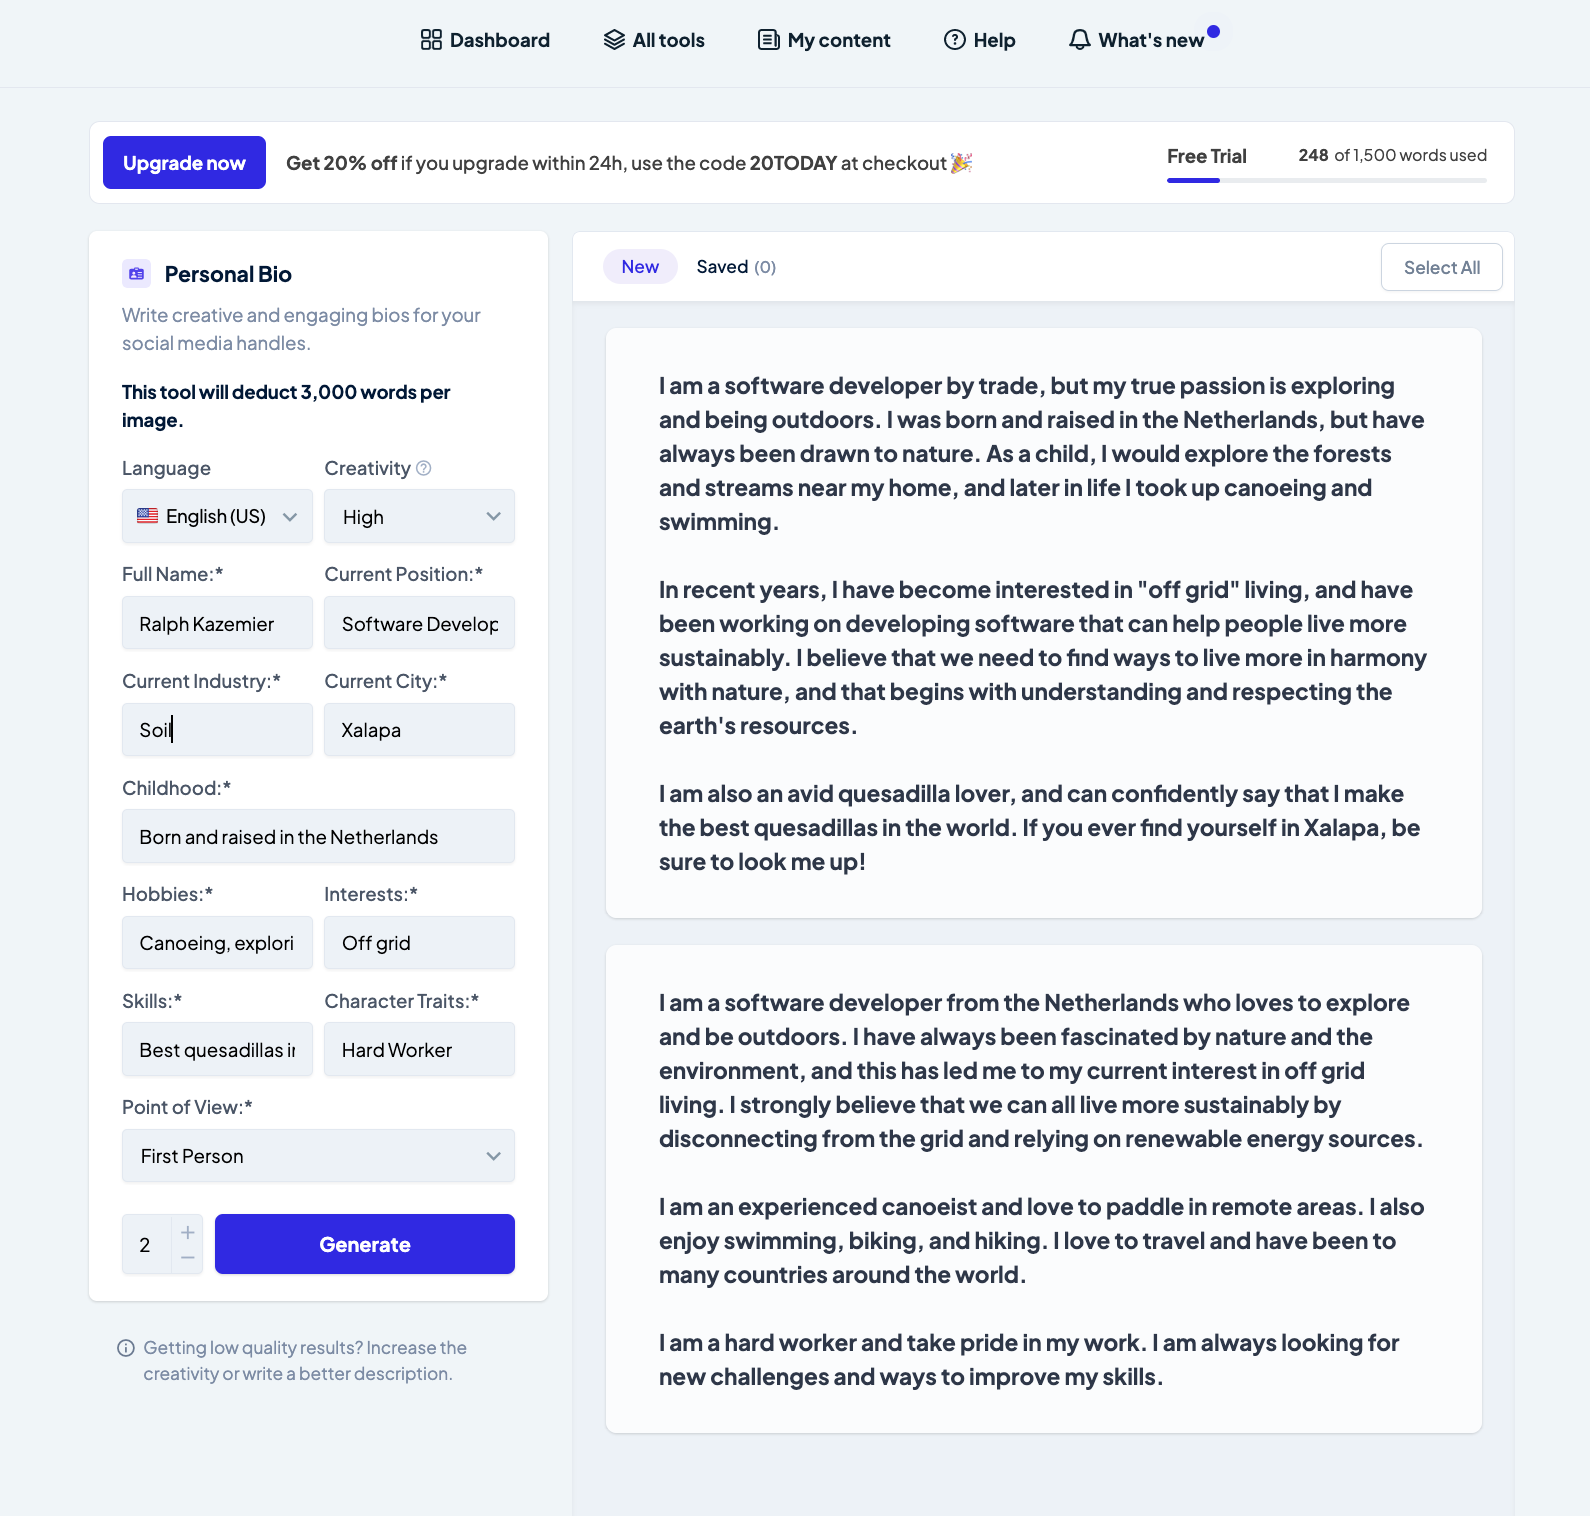 Dashboard All tools My content Help What's new
Upgrade now Get 20% off if you upgrade within 24h, use the code 20TODAY at checkout🎉 Free Trial 248 of 1,500 words used
Personal Bio
Write creative and engaging bios for your
social media handles.
This tool will deduct 3,000 words per
image.
Language Creativity
English (US) High
Full Name:* Current Position:*
Ralph Kazemier Software Develop
Current Industry:* Current City:*
Soil Xalapa
Childhood:*
Born and raised in the Netherlands
Hobbies:* Interests:*
Canoeing, explori Off grid
Skills:* Character Traits:*
Best quesadillas ir Hard Worker
Point of View:*
First Person
2 Generate
Getting low quality results? Increase the
creativity or write a better description.
New Saved (0) Select All
I am a software developer by trade, but my true passion is exploring
and being outdoors. I was born and raised in the Netherlands, but have
always been drawn to nature. As a child, I would explore the forests
and streams near my home, and later in life I took up canoeing and
swimming.
In recent years, I have become interested in "off grid" living, and have
been working on developing software that can help people live more
sustainably. I believe that we need to find ways to live more in harmony
with nature, and that begins with understanding and respecting the
earth's resources.
I am also an avid quesadilla lover, and can confidently say that I make
the best quesadillas in the world. If you ever find yourself in Xalapa, be
sure to look me up!
I am a software developer from the Netherlands who loves to explore
and be outdoors. I have always been fascinated by nature and the
environment, and this has led me to my current interest in off grid
living. I strongly believe that we can all live more sustainably by
disconnecting from the grid and relying on renewable energy sources.
I am an experienced canoeist and love to paddle in remote areas. I also
enjoy swimming, biking, and hiking. I love to travel and have been to
many countries around the world.
I am a hard worker and take pride in my work. I am always looking for
new challenges and ways to improve my skills.